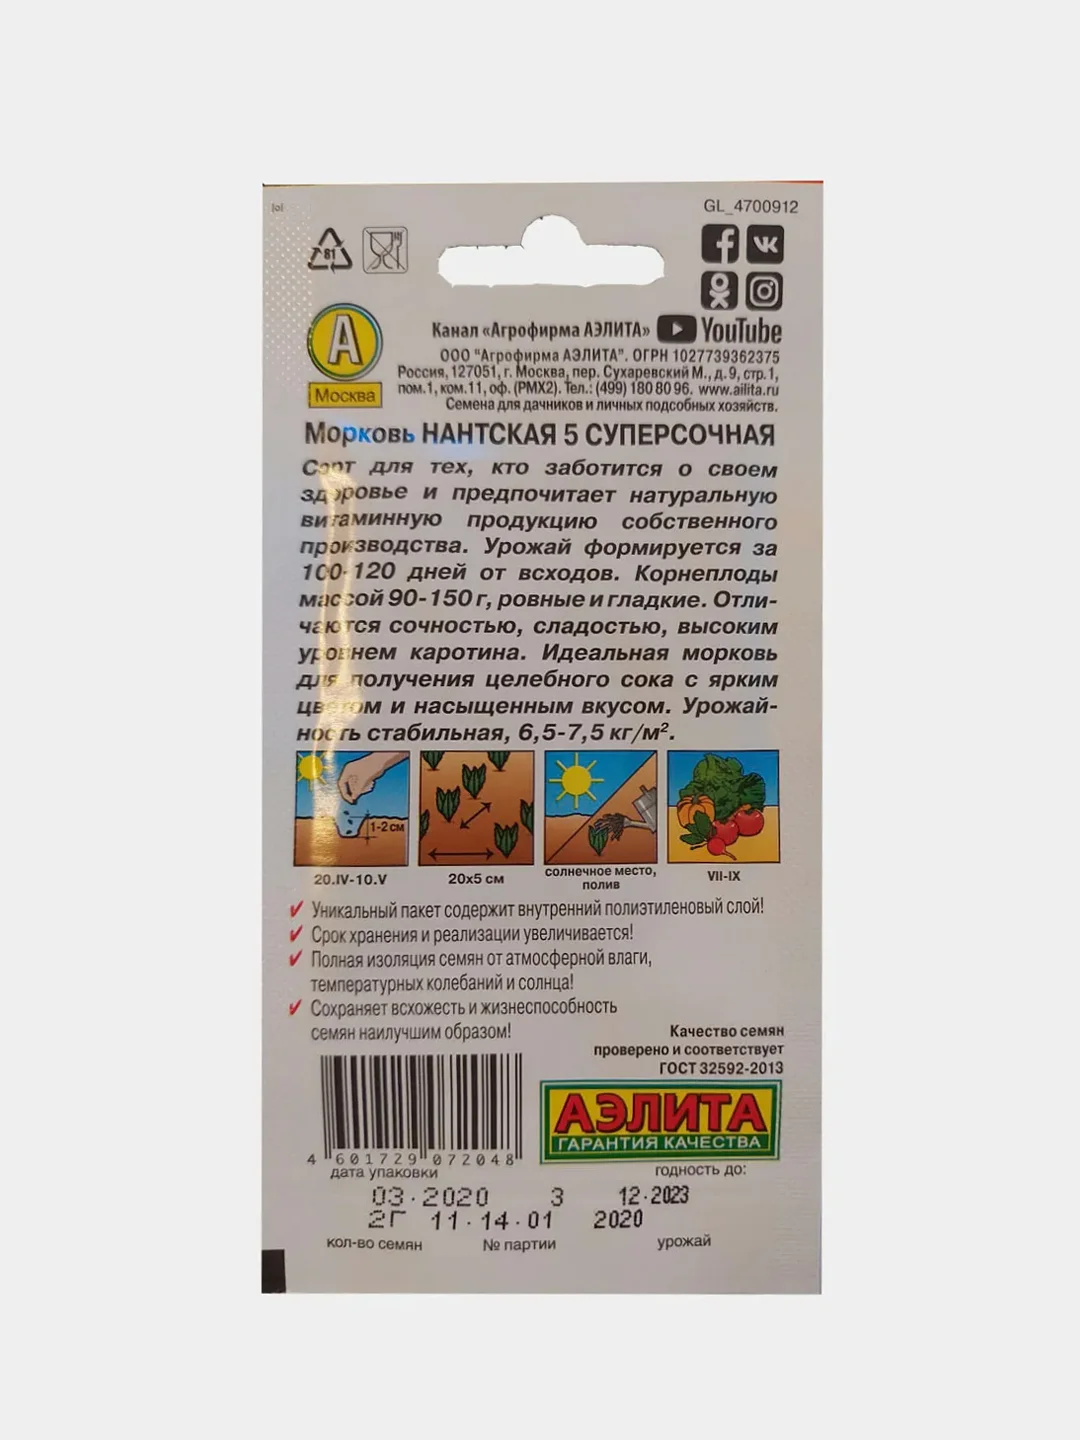 GL_4700912
81
Канал «Агрофирма АЭЛИТА» YouTube
ООО "Агрофирма АЭЛИТА". ОГРН 1027739362375
Россия, 127051, г. Москва, пер. Сухаревский М., д. 9, стр.1,
пом.1, ком.11, оф. (РМХ2). Тел.: (499) 180 80 96. www.ailita.ru
Семена для дачников и личных подсобных хозяйств.
А
Москва
Морковь НАНТСКАЯ 5 СУПЕРСОЧНАЯ
Сорт для тех, кто заботится о своем
здоровье и предпочитает натуральную
витаминную продукцию собственного
производства. Урожай формируется за
100-120 дней от всходов. Корнеплоды
массой 90-150 г, ровные и гладкие. Отли-
чаются сочностью, сладостью, высоким
уровнем каротина. Идеальная морковь
для получения целебного сока с ярким
цветом и насыщенным вкусом. Урожай-
ность стабильная, 6,5-7,5 кг/м².
1-2 см
20.IV-10.V
20х5 см
солнечное место,
полив
VII-IX
Уникальный пакет содержит внутренний полиэтиленовый слой!
Срок хранения и реализации увеличивается!
Полная изоляция семян от атмосферной влаги,
температурных колебаний и солнца!
Сохраняет всхожесть и жизнеспособность
семян наилучшим образом!
Качество семян
проверено и соответствует
ГОСТ 32592-2013
АЭЛИТА
ГАРАНТИЯ КАЧЕСТВА
4 601729 072048
дата упаковки
годность до:
03·2020 3 12·2023
2Г 11·14·01 2020
кол-во семян № партии урожай